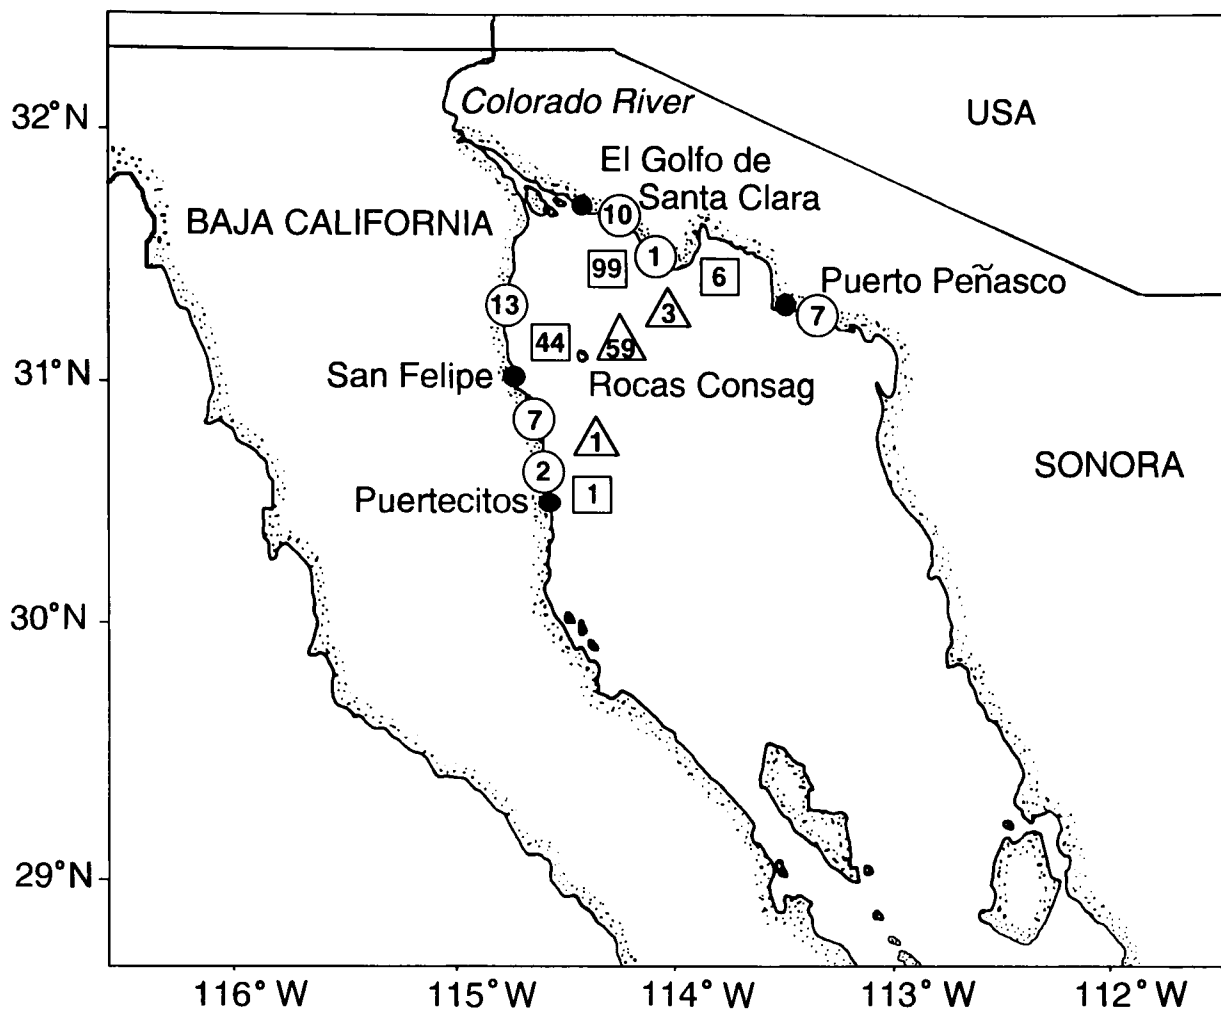 32°N
Colorado River
USA
El Golfo de
Santa Clara
BAJA CALIFORNIA
10
1
99
6
Puerto Peñasco
13
3
7
44
59
31°N
San Felipe
Rocas Consag
7
1
SONORA
2
Puertecitos
1
30°N
29°N
116°W
115°W
114°W
113°W
112°W